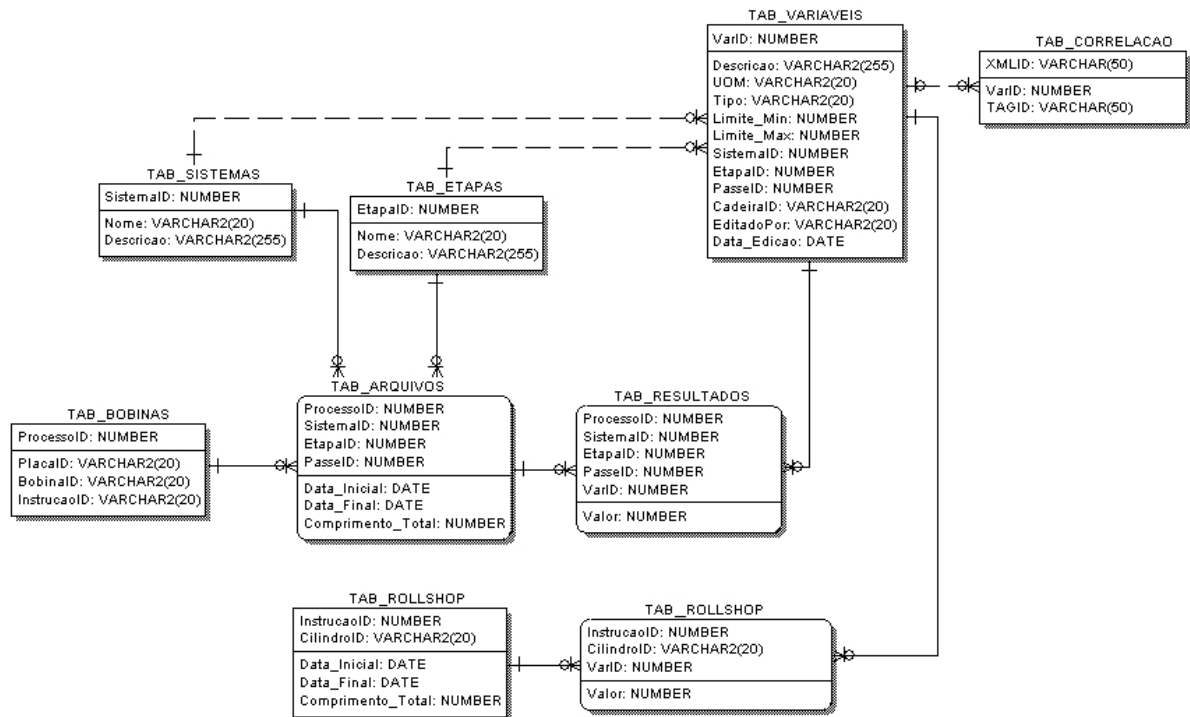 TAB_VARIAVEIS
VarID: NUMBER
Descricao: VARCHAR2(255)
UOM: VARCHAR2(20)
Tipo: VARCHAR2(20)
Limite_Min: NUMBER
Limite_Max: NUMBER
SistemaID: NUMBER
EtapaID: NUMBER
PasseID: NUMBER
CadeiraID: VARCHAR2(20)
EditadoPor: VARCHAR2(20)
Data_Edicao: DATE
TAB_CORRELACAO
XMLID: VARCHAR(50)
VarID: NUMBER
TAGID: VARCHAR(50)
TAB_SISTEMAS
SistemaID: NUMBER
Nome: VARCHAR2(20)
Descricao: VARCHAR2(255)
TAB_ETAPAS
EtapaID: NUMBER
Nome: VARCHAR2(20)
Descricao: VARCHAR2(255)
TAB_BOBINAS
ProcessoID: NUMBER
PlacaID: VARCHAR2(20)
BobinaID: VARCHAR2(20)
InstrucaoID: VARCHAR2(20)
TAB_ARQUIVOS
ProcessoID: NUMBER
SistemaID: NUMBER
EtapaID: NUMBER
PasseID: NUMBER
Data_Inicial: DATE
Data_Final: DATE
Comprimento_Total: NUMBER
TAB_RESULTADOS
ProcessoID: NUMBER
SistemaID: NUMBER
EtapaID: NUMBER
PasseID: NUMBER
VarID: NUMBER
Valor: NUMBER
TAB_ROLLSHOP
InstrucaoID: NUMBER
CilindroID: VARCHAR2(20)
Data_Inicial: DATE
Data_Final: DATE
Comprimento_Total: NUMBER
TAB_ROLLSHOP
InstrucaoID: NUMBER
CilindroID: VARCHAR2(20)
VarID: NUMBER
Valor: NUMBER